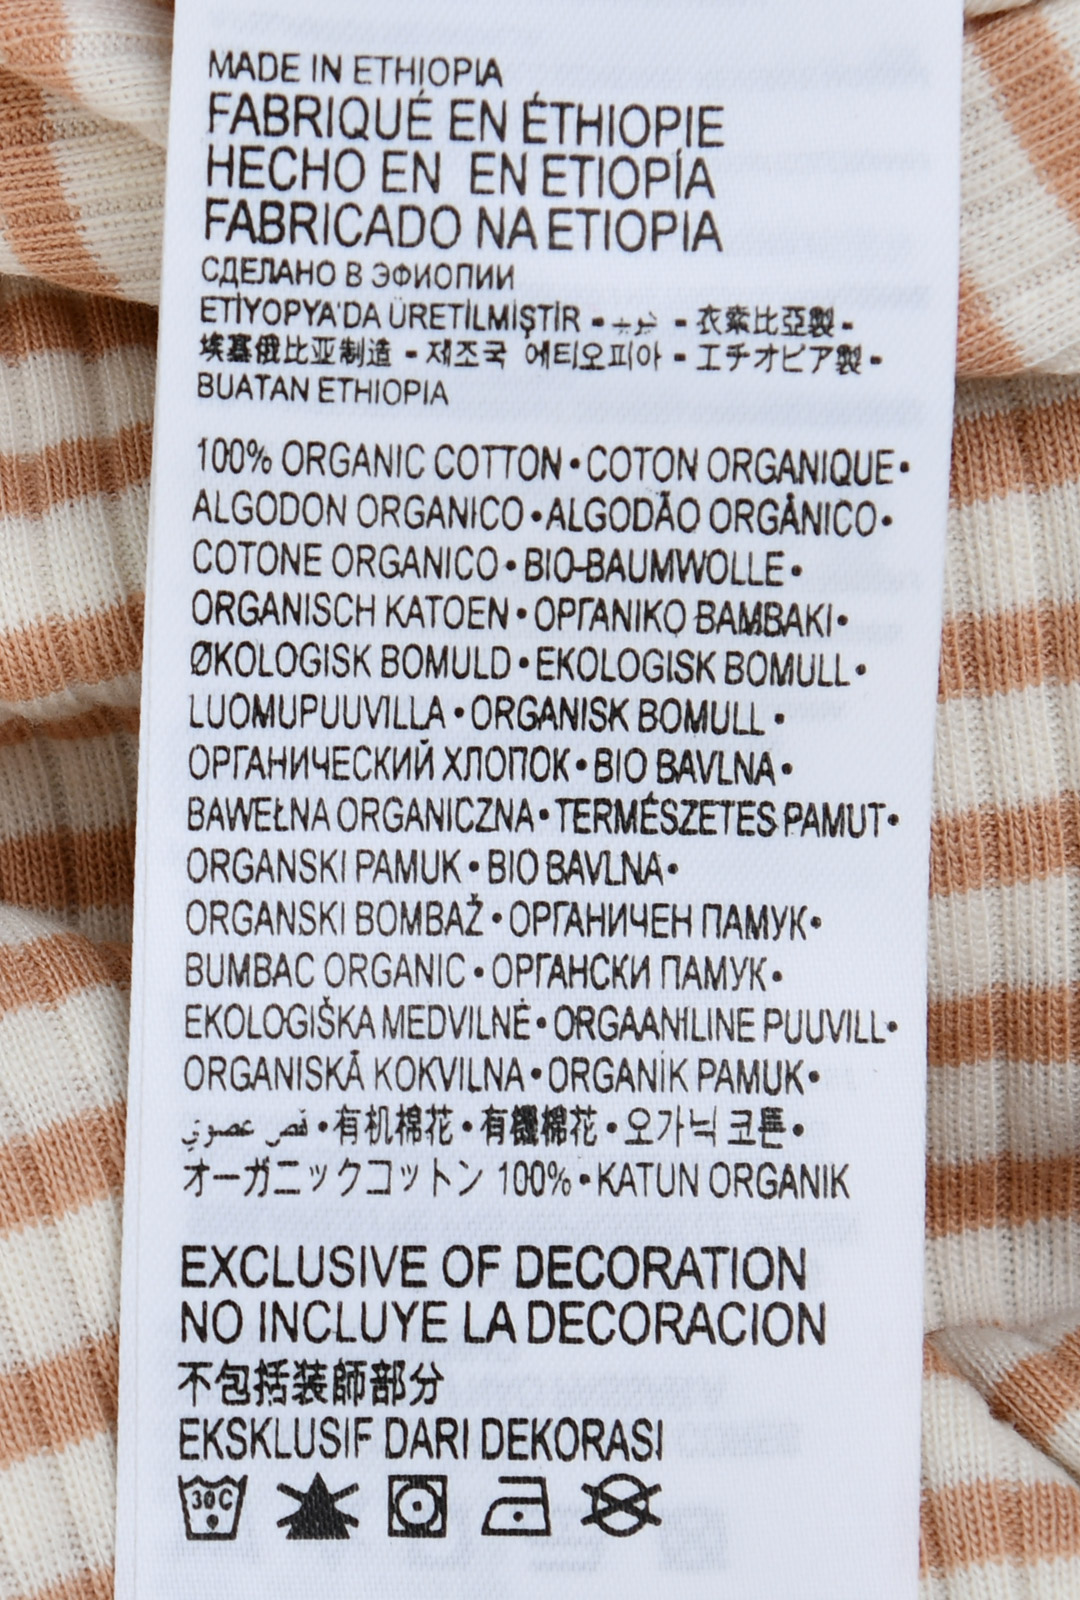 MADE IN ETHIOPIA
FABRIQUÉ EN ÉTHIOPIE
HECHO EN EN ETIOPÍA
FABRICADO NA ETIOPIA
СДЕЛАНО В ЭФИОПИИ
ETİYOPYA'DA ÜRETİLMİŞTİR - - 衣索比亞製 -
埃塞俄比亚制造 - 제조국 에티오피아 - エチオピア製 -
BUATAN ETHIOPIA
100% ORGANIC COTTON • COTON ORGANIQUE •
ALGODON ORGANICO • ALGODÃO ORGÂNICO •
COTONE ORGANICO • BIO-BAUMWOLLE •
ORGANISCH KATOEN • ΟΡΓΑΝΙΚΟ ΒΑΜΒΑΚΙ •
ØKOLOGISK BOMULD • EKOLOGISK BOMULL •
LUOMUPUUVILLA • ORGANISK BOMULL •
ОРГАНИЧЕСКИЙ ХЛОПОК • BIO BAVLNA •
BAWEŁNA ORGANICZNA • TERMÉSZETES PAMUT •
ORGANSKI PAMUK • BIO BAVLNA •
ORGANSKI BOMBAŽ • ОРГАНИЧЕН ПАМУК •
BUMBAC ORGANIC • ОРГАНСКИ ПАМУК •
EKOLOGIŠKA MEDVILNĖ • ORGAANILINE PUUVILL •
ORGANISKĀ KOKVILNA • ORGANİK PAMUK •
عضوي • 有机棉花 • 有機棉花 • 오가닉 코튼 •
オーガニックコットン 100% • KATUN ORGANIK
EXCLUSIVE OF DECORATION
NO INCLUYE LA DECORACION
不包括装師部分
EKSKLUSIF DARI DEKORASI
30C